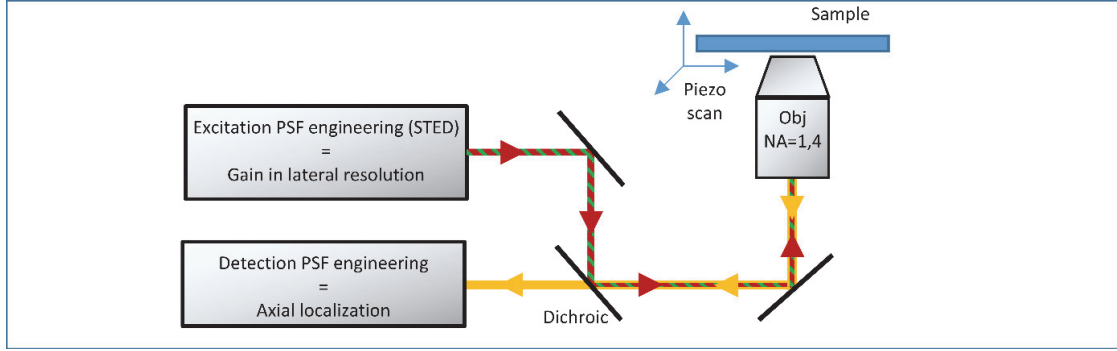 Sample
Piezo
scan
Excitation PSF engineering (STED)
=
Gain in lateral resolution
Obj
NA=1,4
Detection PSF engineering
=
Axial localization
Dichroic